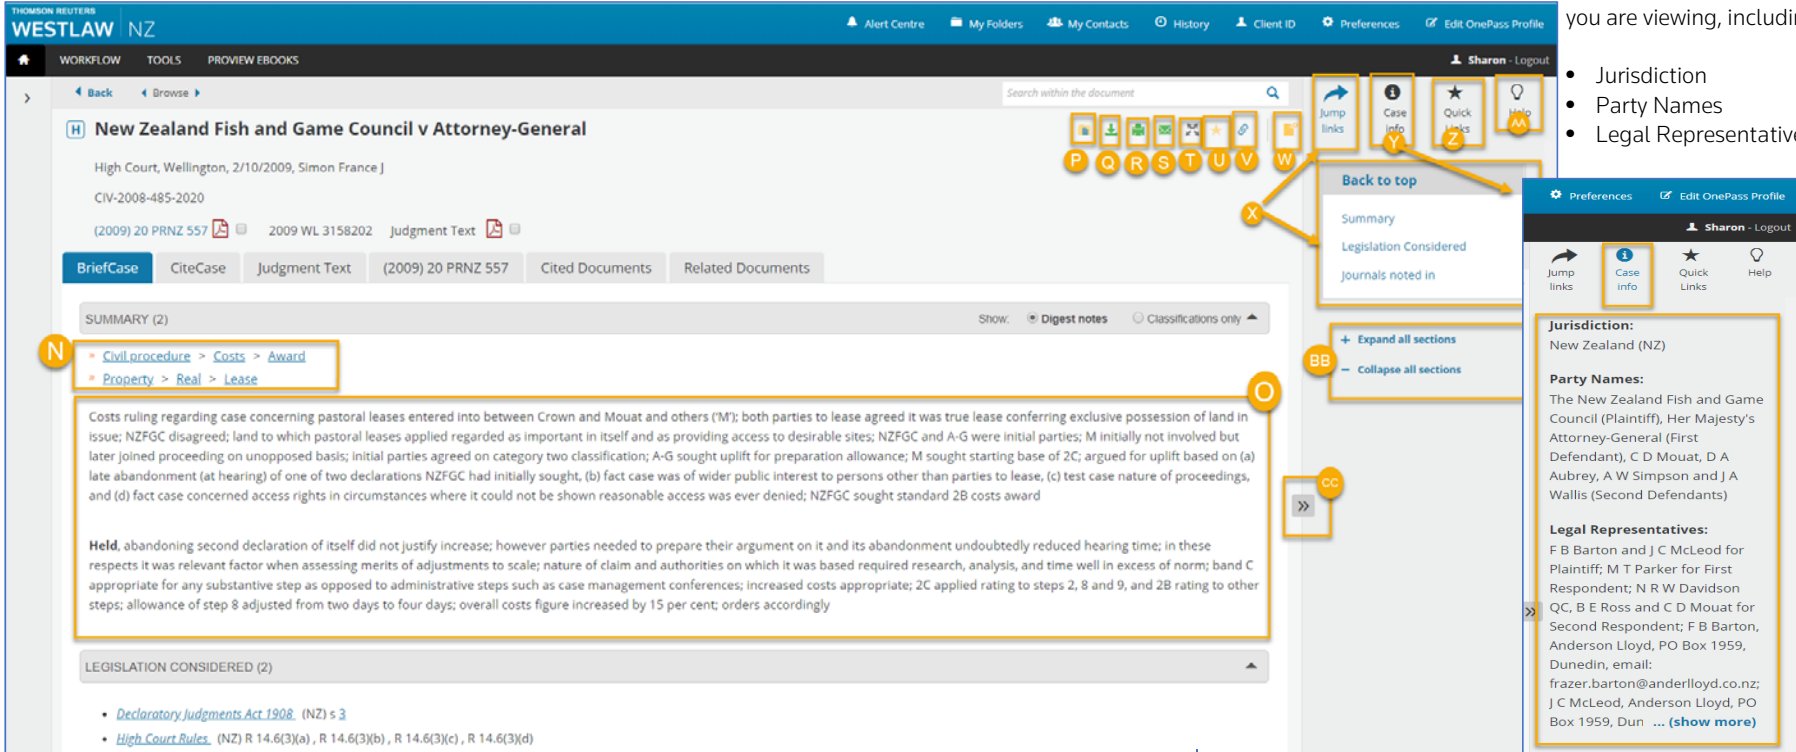 THOMSON REUTERS
WESTLAW NZ
Alert Centre My Folders My Contacts History Client ID Preferences Edit OnePass Profile
WORKFLOW TOOLS PROVIEW EBOOKS Sharon - Logout
Back Browse
Search within the document
Jump links
Case info
Quick Links
Help
P Q R S T U V W X Y Z
H New Zealand Fish and Game Council v Attorney-General
High Court, Wellington, 2/10/2009, Simon France J
CIV-2008-485-2020
(2009) 20 PRNZ 557 2009 WL 3158202 Judgment Text
BriefCase CiteCase Judgment Text (2009) 20 PRNZ 557 Cited Documents Related Documents
Back to top
Summary
Legislation Considered
Journals noted in
SUMMARY (2) Show: Digest notes Classifications only
N
» Civil procedure > Costs > Award
» Property > Real > Lease
BB
+ Expand all sections
− Collapse all sections
O
Costs ruling regarding case concerning pastoral leases entered into between Crown and Mouat and others ('M'); both parties to lease agreed it was true lease conferring exclusive possession of land in
issue; NZFGC disagreed; land to which pastoral leases applied regarded as important in itself and as providing access to desirable sites; NZFGC and A-G were initial parties; M initially not involved but
later joined proceeding on unopposed basis; initial parties agreed on category two classification; A-G sought uplift for preparation allowance; M sought starting base of 2C; argued for uplift based on (a)
late abandonment (at hearing) of one of two declarations NZFGC had initially sought, (b) fact case was of wider public interest to persons other than parties to lease, (c) test case nature of proceedings,
and (d) fact case concerned access rights in circumstances where it could not be shown reasonable access was ever denied; NZFGC sought standard 2B costs award
CC
»
Held, abandoning second declaration of itself did not justify increase; however parties needed to prepare their argument on it and its abandonment undoubtedly reduced hearing time; in these
respects it was relevant factor when assessing merits of adjustments to scale; nature of claim and authorities on which it was based required research, analysis, and time well in excess of norm; band C
appropriate for any substantive step as opposed to administrative steps such as case management conferences; increased costs appropriate; 2C applied rating to steps 2, 8 and 9, and 2B rating to other
steps; allowance of step 8 adjusted from two days to four days; overall costs figure increased by 15 per cent; orders accordingly
LEGISLATION CONSIDERED (2)
• Declaratory Judgments Act 1908 (NZ) s 3
• High Court Rules (NZ) R 14.6(3)(a) , R 14.6(3)(b) , R 14.6(3)(c) , R 14.6(3)(d)
you are viewing, includi
• Jurisdiction
• Party Names
• Legal Representativ
Preferences Edit OnePass Profile
Sharon - Logout
Jump Case Quick Help
links info Links
Jurisdiction:
New Zealand (NZ)
Party Names:
The New Zealand Fish and Game
Council (Plaintiff), Her Majesty's
Attorney-General (First
Defendant), C D Mouat, D A
Aubrey, A W Simpson and J A
Wallis (Second Defendants)
Legal Representatives:
F B Barton and J C McLeod for
Plaintiff; M T Parker for First
Respondent; N R W Davidson
QC, B E Ross and C D Mouat for
Second Respondent; F B Barton,
Anderson Lloyd, PO Box 1959,
Dunedin, email:
frazer.barton@anderlloyd.co.nz;
J C McLeod, Anderson Lloyd, PO
Box 1959, Dun ... (show more)
»